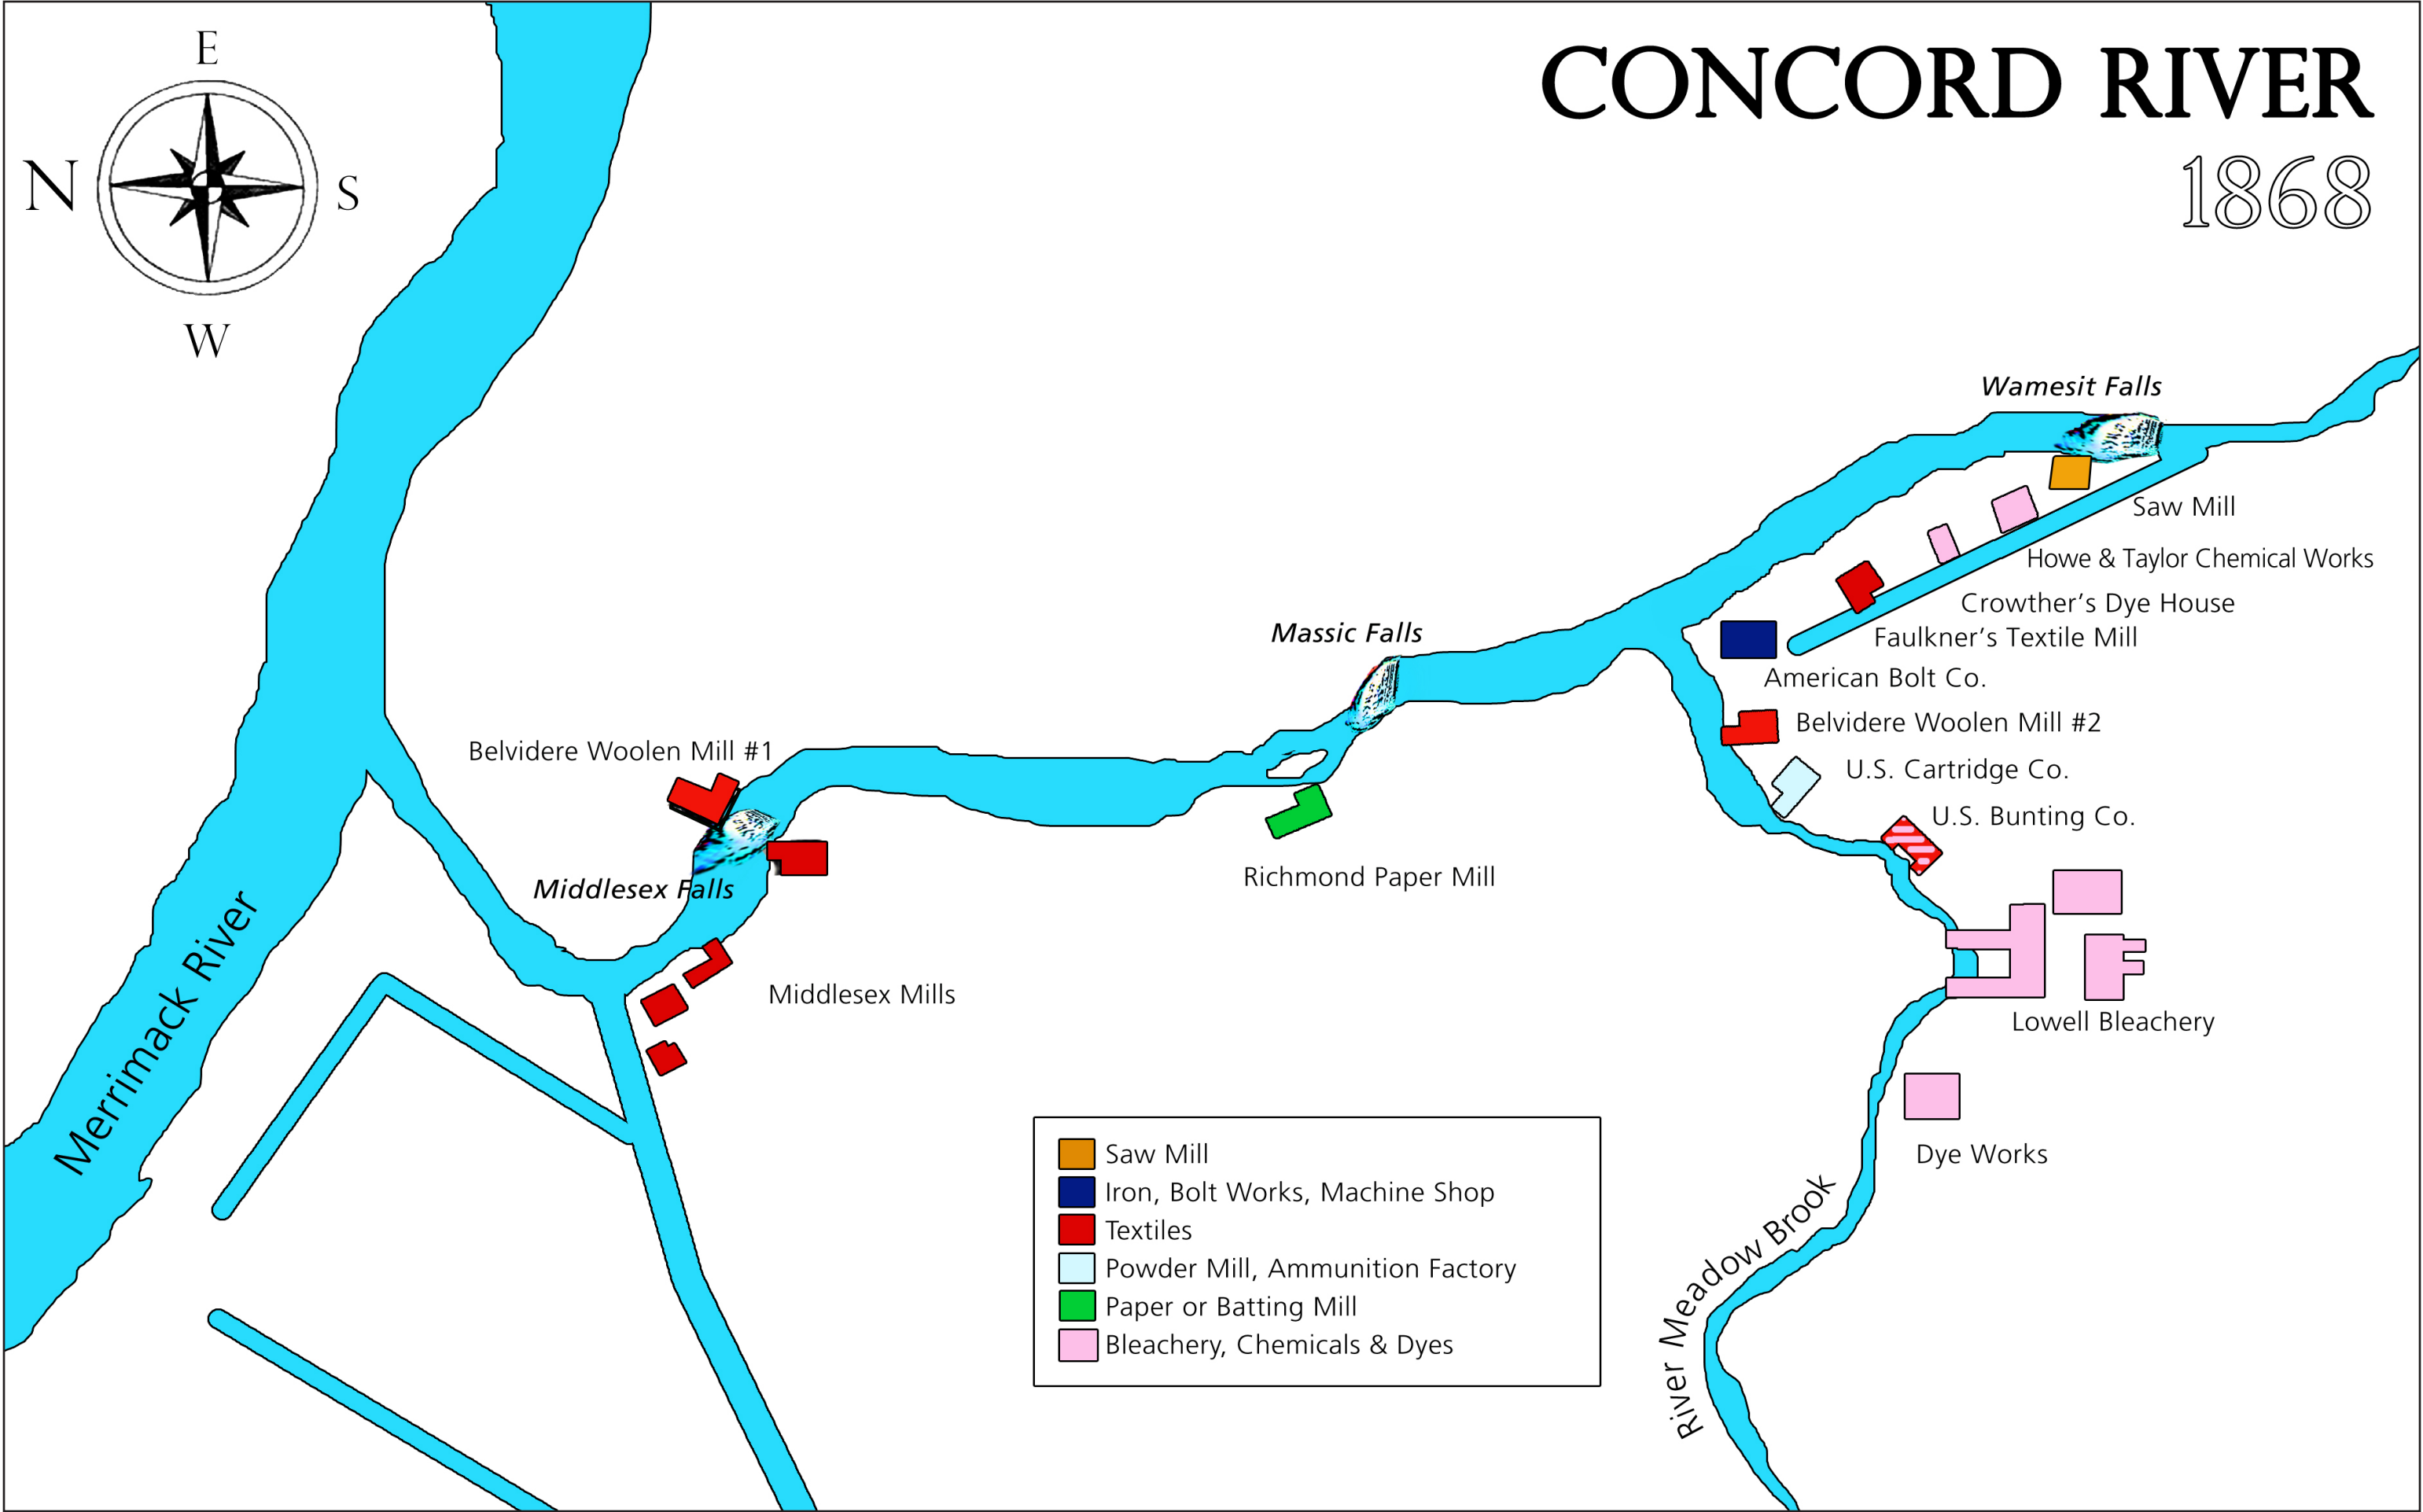 CONCORD RIVER
1868
E
N
S
W
Wamesit Falls
Saw Mill
Howe & Taylor Chemical Works
Crowther's Dye House
Faulkner's Textile Mill
American Bolt Co.
Massic Falls
Belvidere Woolen Mill #2
Belvidere Woolen Mill #1
U.S. Cartridge Co.
U.S. Bunting Co.
Richmond Paper Mill
Middlesex Falls
Middlesex Mills
Lowell Bleachery
Merrimack River
Dye Works
River Meadow Brook
Saw Mill
Iron, Bolt Works, Machine Shop
Textiles
Powder Mill, Ammunition Factory
Paper or Batting Mill
Bleachery, Chemicals & Dyes